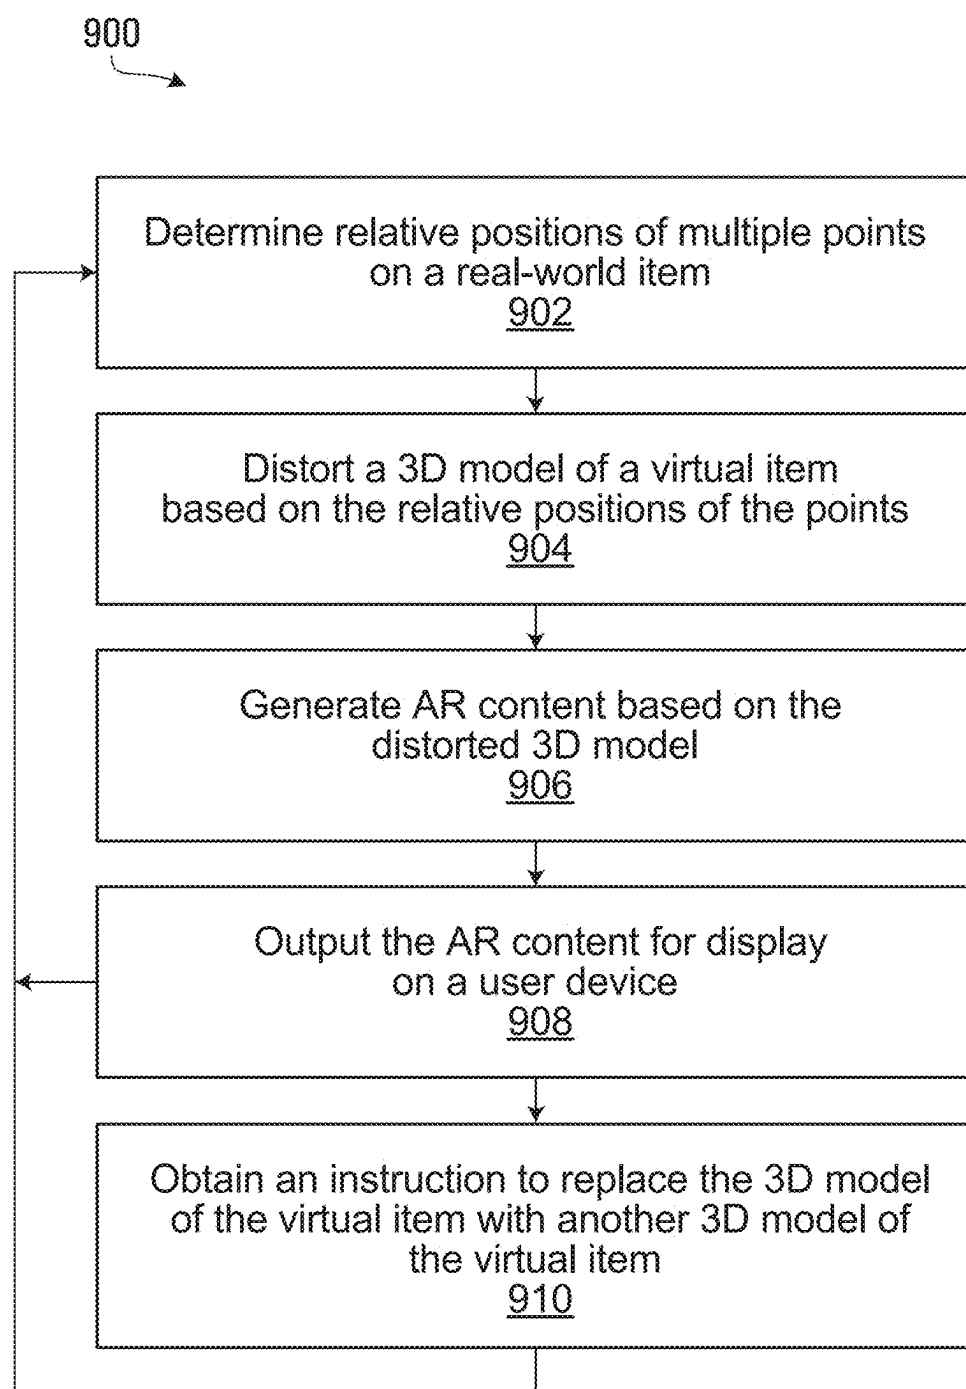 900
Determine relative positions of multiple points
on a real-world item
902
Distort a 3D model of a virtual item
based on the relative positions of the points
904
Generate AR content based on the
distorted 3D model
906
Output the AR content for display
on a user device
908
Obtain an instruction to replace the 3D model
of the virtual item with another 3D model of
the virtual item
910